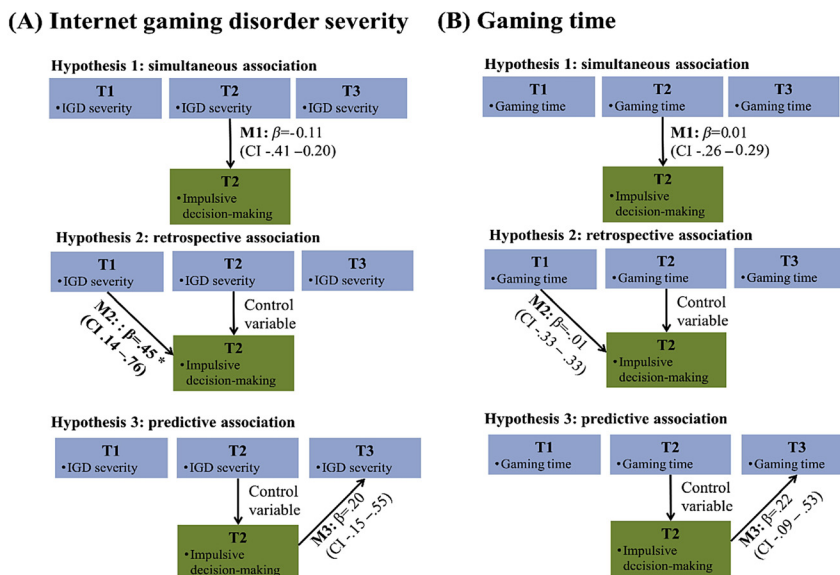 (A) Internet gaming disorder severity
Hypothesis 1: simultaneous association
T1
•IGD severity
T2
•IGD severity
T3
•IGD severity
M1: β=-0.11
(CI -.41 –0.20)
T2
•Impulsive
decision-making
Hypothesis 2: retrospective association
T1
•IGD severity
T2
•IGD severity
T3
•IGD severity
M2: : β=.45 *
(CI .14 –.76)
Control
variable
T2
•Impulsive
decision-making
Hypothesis 3: predictive association
T1
•IGD severity
T2
•IGD severity
T3
•IGD severity
Control
variable
M3: β=.20
(CI -.15 –.55)
T2
•Impulsive
decision-making
(B) Gaming time
Hypothesis 1: simultaneous association
T1
•Gaming time
T2
•Gaming time
T3
•Gaming time
M1: β=0.01
(CI -.26 – 0.29)
T2
•Impulsive
decision-making
Hypothesis 2: retrospective association
T1
•Gaming time
T2
•Gaming time
T3
•Gaming time
M2: β=-.01
(CI -.33 – .33)
Control
variable
T2
•Impulsive
decision-making
Hypothesis 3: predictive association
T1
•Gaming time
T2
•Gaming time
T3
•Gaming time
Control
variable
M3: β=.22
(CI -.09 – .53)
T2
•Impulsive
decision-making